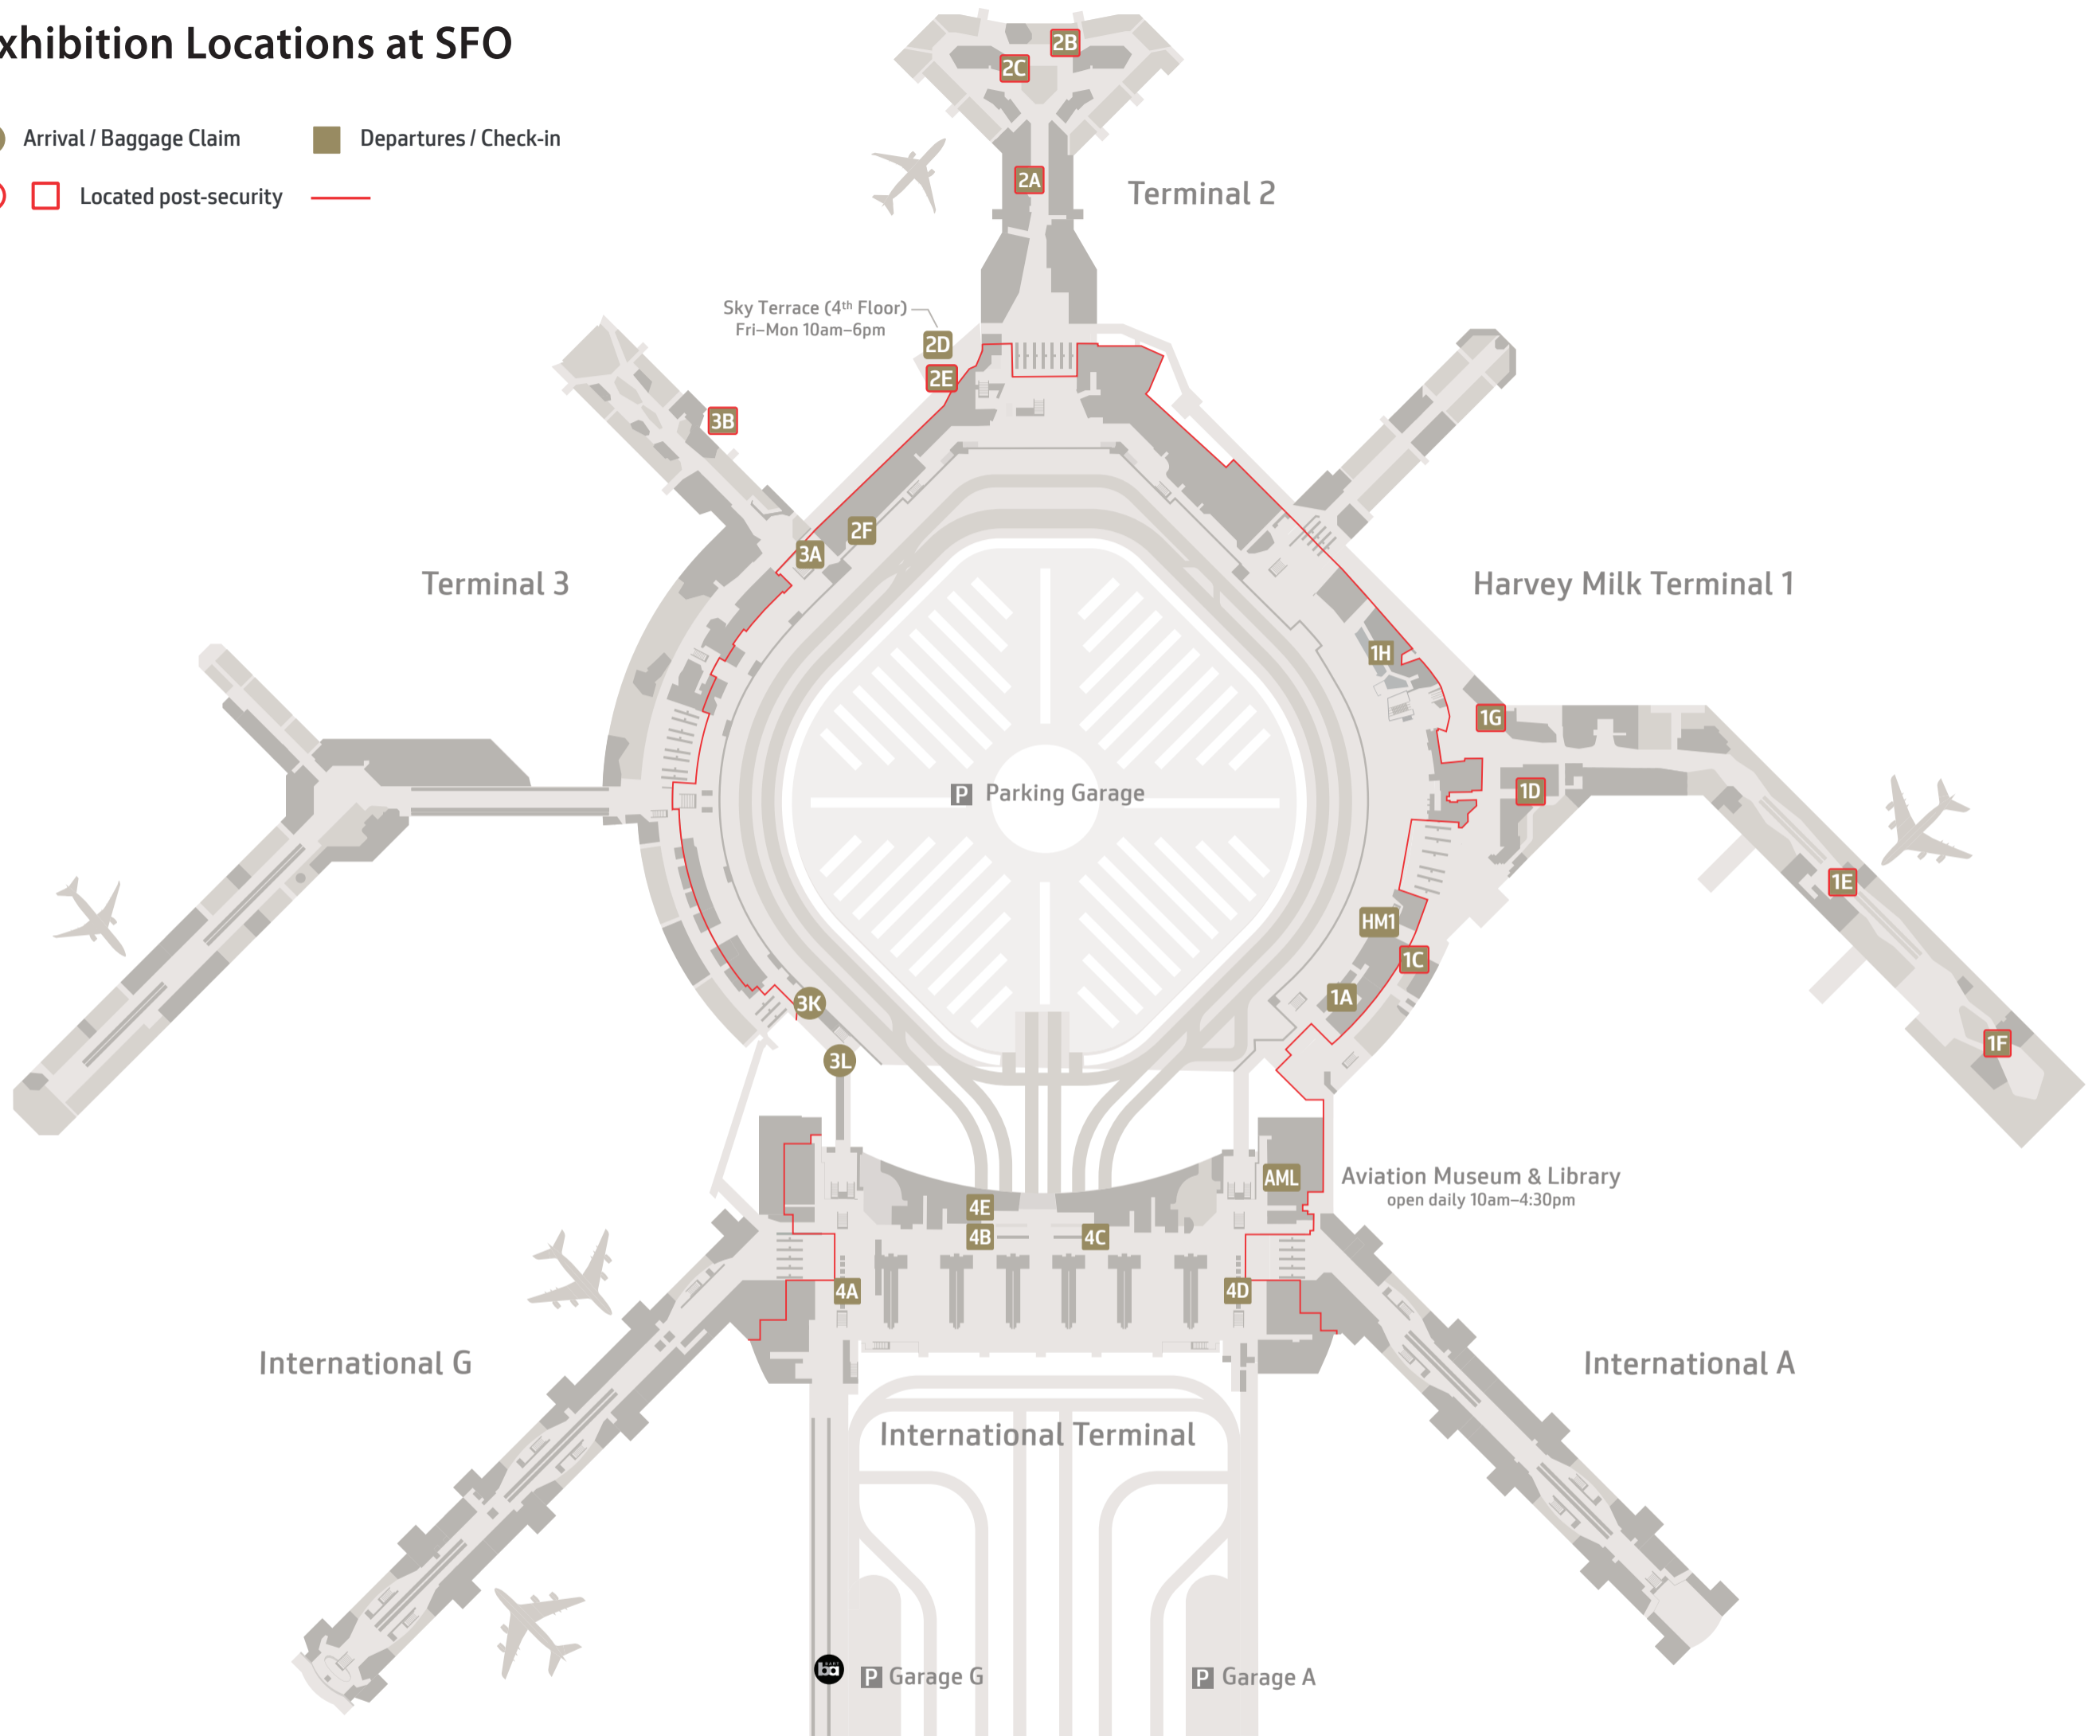 xhibition Locations at SFO
Arrival / Baggage Claim
Departures / Check-in
Located post-security
2B
2C
2A
Terminal 2
Sky Terrace (4th Floor)
Fri–Mon 10am–6pm
2D
2E
3B
2F
3A
Terminal 3
Harvey Milk Terminal 1
1H
1G
P Parking Garage
1D
1E
HM1
1C
1A
3K
1F
3L
AML
Aviation Museum & Library
open daily 10am–4:30pm
4E
4B
4C
4A
4D
International G
International A
International Terminal
ba
P Garage G
P Garage A